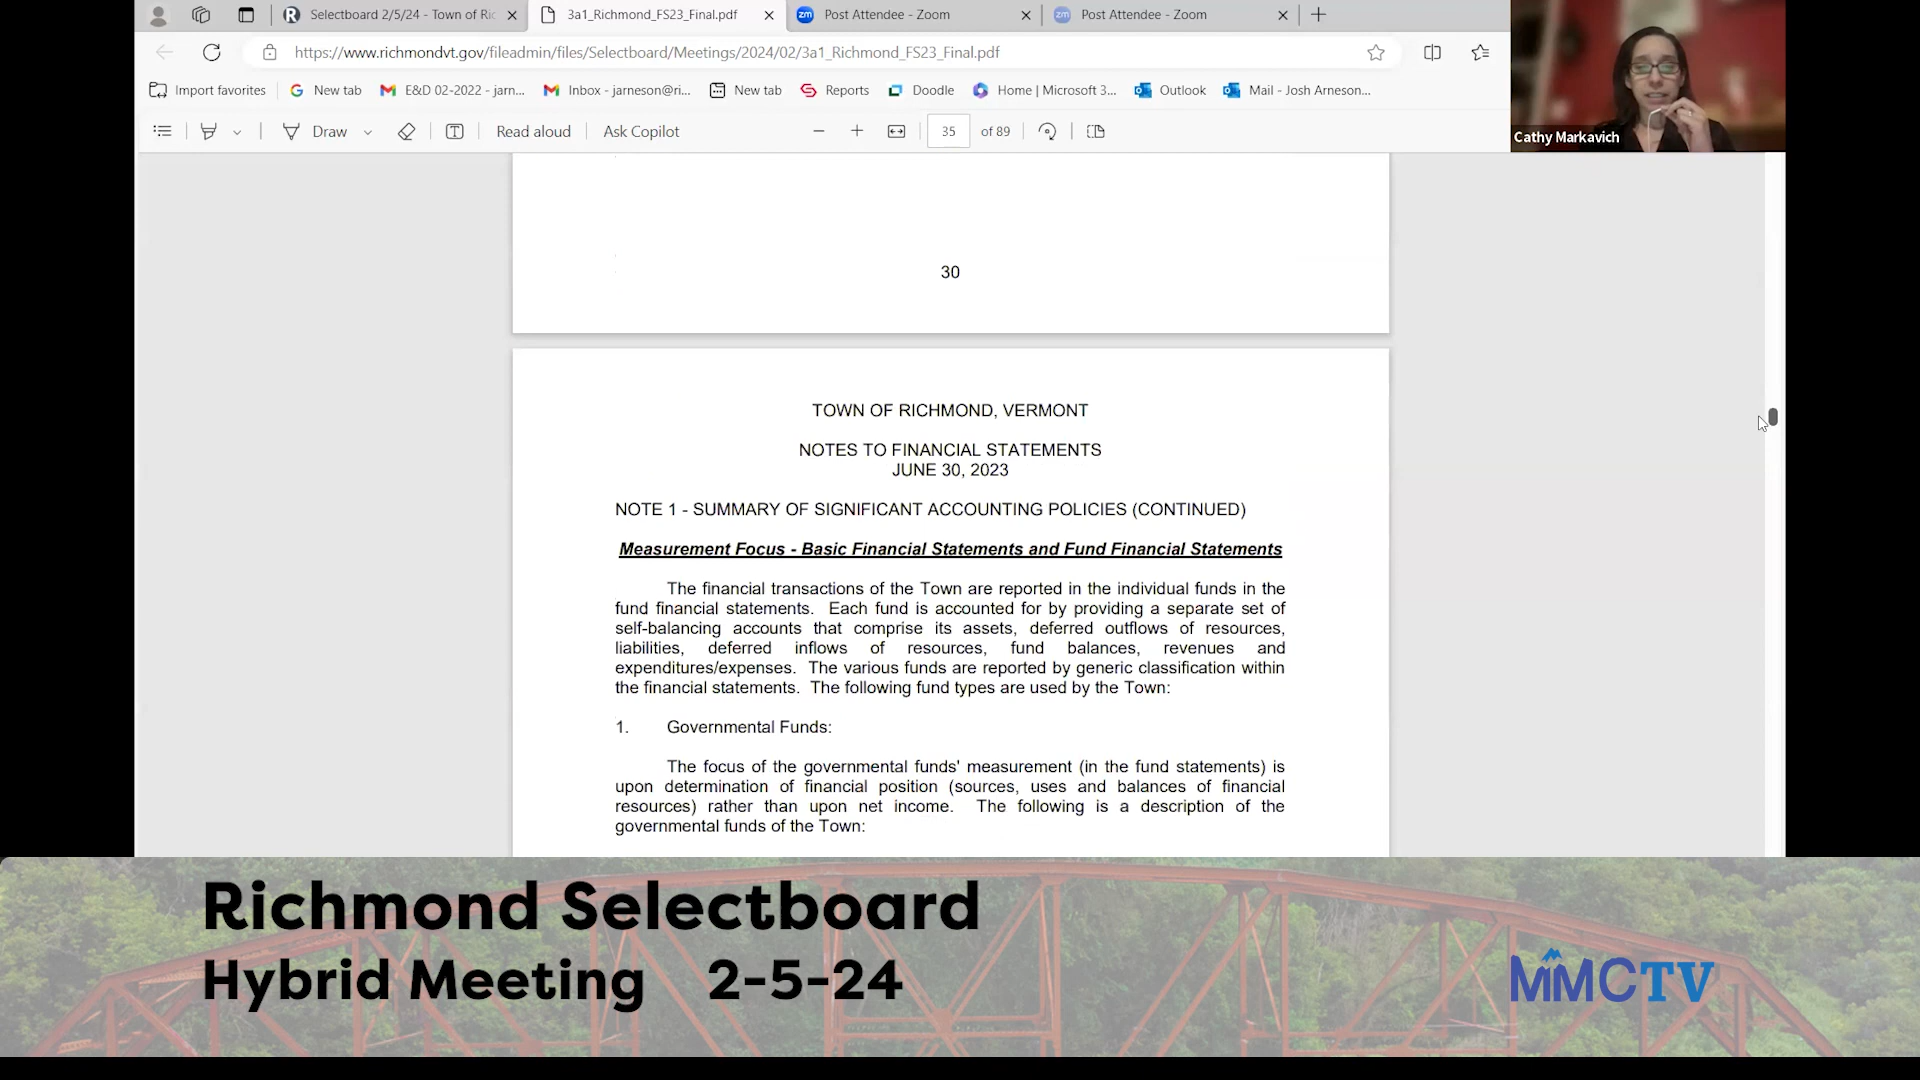 Selectboard 2/5/24 - Town of Ric
3a1_Richmond_FS23_Final.pdf
zm Post Attendee - Zoom
zm Post Attendee - Zoom
https://www.richmondvt.gov/fileadmin/files/Selectboard/Meetings/2024/02/3a1_Richmond_FS23_Final.pdf
Import favorites
New tab
E&D 02-2022 - jarn...
Inbox - jarneson@ri...
New tab
Reports
Doodle
Home | Microsoft 3...
Outlook
Mail - Josh Arneson...
Draw
Read aloud
Ask Copilot
35 of 89
Cathy Markavich
30
TOWN OF RICHMOND, VERMONT
NOTES TO FINANCIAL STATEMENTS
JUNE 30, 2023
NOTE 1 - SUMMARY OF SIGNIFICANT ACCOUNTING POLICIES (CONTINUED)
Measurement Focus - Basic Financial Statements and Fund Financial Statements
The financial transactions of the Town are reported in the individual funds in the
fund financial statements. Each fund is accounted for by providing a separate set of
self-balancing accounts that comprise its assets, deferred outflows of resources,
liabilities, deferred inflows of resources, fund balances, revenues and
expenditures/expenses. The various funds are reported by generic classification within
the financial statements. The following fund types are used by the Town:
1. Governmental Funds:
The focus of the governmental funds' measurement (in the fund statements) is
upon determination of financial position (sources, uses and balances of financial
resources) rather than upon net income. The following is a description of the
governmental funds of the Town:
Richmond Selectboard
Hybrid Meeting 2-5-24
MMCTV